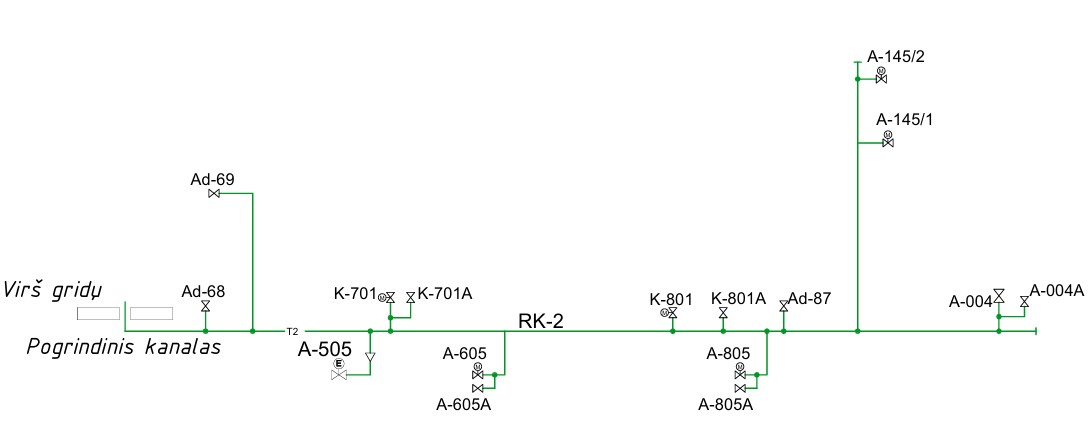 A-145/2
M
A-145/1
M
Ad-69
Virš gridų
Ad-68
K-701
M
K-701A
K-801
M
K-801A
Ad-87
A-004
A-004A
RK-2
T2
Pogrindinis kanalas
A-505
E
A-605
M
A-605A
A-805
M
A-805A